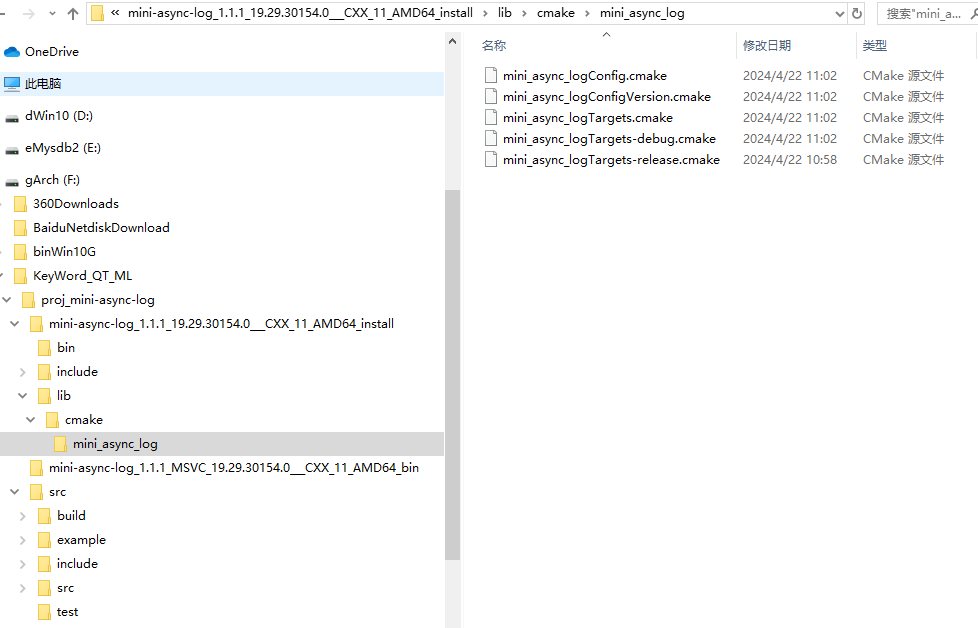 « mini-async-log_1.1.1_19.29.30154.0___CXX_11_AMD64_install › lib › cmake › mini_async_log
搜索"mini_a...
OneDrive
此电脑
dWin10 (D:)
eMysdb2 (E:)
gArch (F:)
360Downloads
BaiduNetdiskDownload
binWin10G
KeyWord_QT_ML
proj_mini-async-log
mini-async-log_1.1.1_19.29.30154.0___CXX_11_AMD64_install
bin
include
lib
cmake
mini_async_log
mini-async-log_1.1.1_MSVC_19.29.30154.0___CXX_11_AMD64_bin
src
build
example
include
src
test
名称 修改日期 类型
mini_async_logConfig.cmake 2024/4/22 11:02 CMake 源文件
mini_async_logConfigVersion.cmake 2024/4/22 11:02 CMake 源文件
mini_async_logTargets.cmake 2024/4/22 11:02 CMake 源文件
mini_async_logTargets-debug.cmake 2024/4/22 11:02 CMake 源文件
mini_async_logTargets-release.cmake 2024/4/22 10:58 CMake 源文件